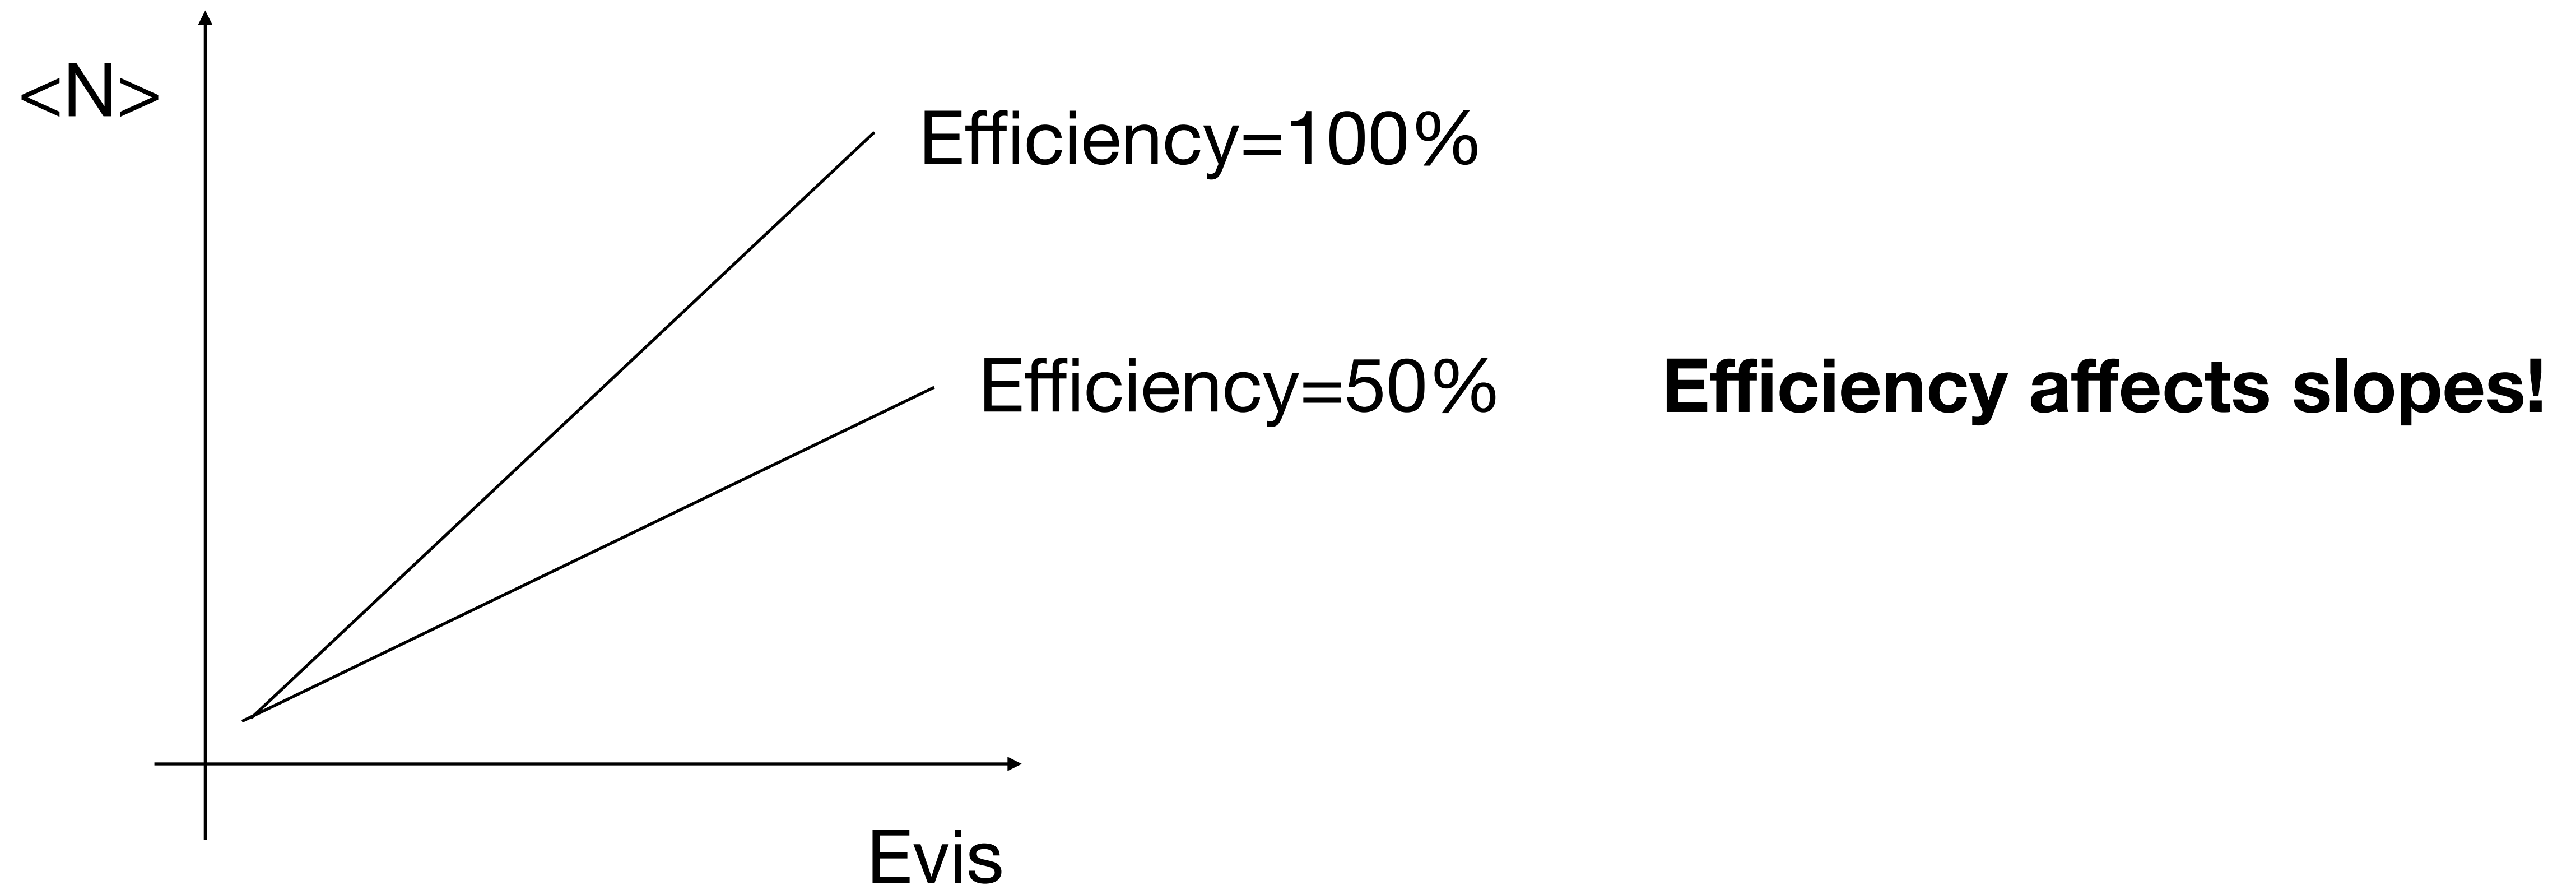 <N>
Efficiency=100%
Efficiency=50%
Efficiency affects slopes!
Evis